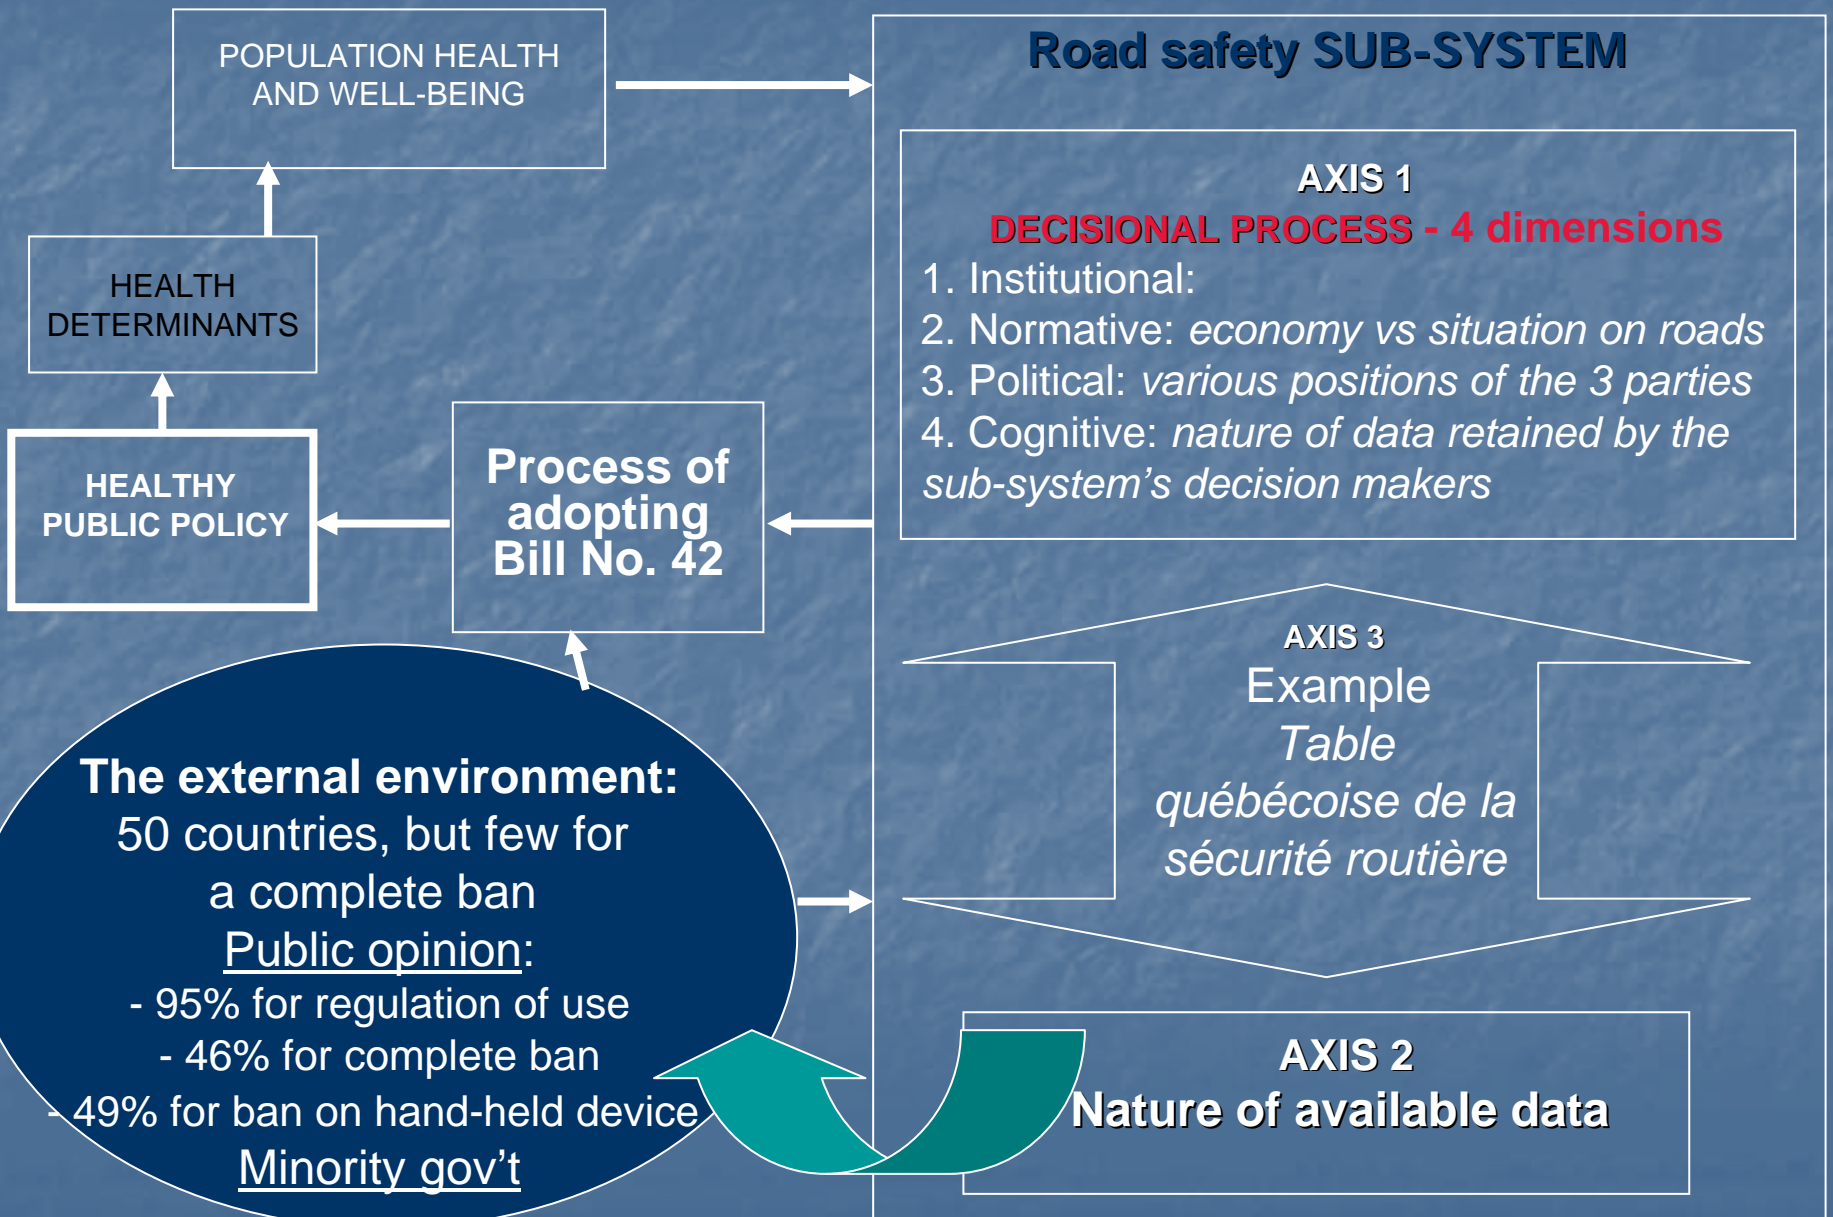 POPULATION HEALTH
AND WELL-BEING
HEALTH
DETERMINANTS
HEALTHY
PUBLIC POLICY
Process of
adopting
Bill No. 42
The external environment:
50 countries, but few for
a complete ban
Public opinion:
- 95% for regulation of use
- 46% for complete ban
- 49% for ban on hand-held device
Minority gov't
Road safety SUB-SYSTEM
AXIS 1
DECISIONAL PROCESS - 4 dimensions
1. Institutional:
2. Normative: economy vs situation on roads
3. Political: various positions of the 3 parties
4. Cognitive: nature of data retained by the
sub-system's decision makers
AXIS 3
Example
Table
québécoise de la
sécurité routière
AXIS 2
Nature of available data